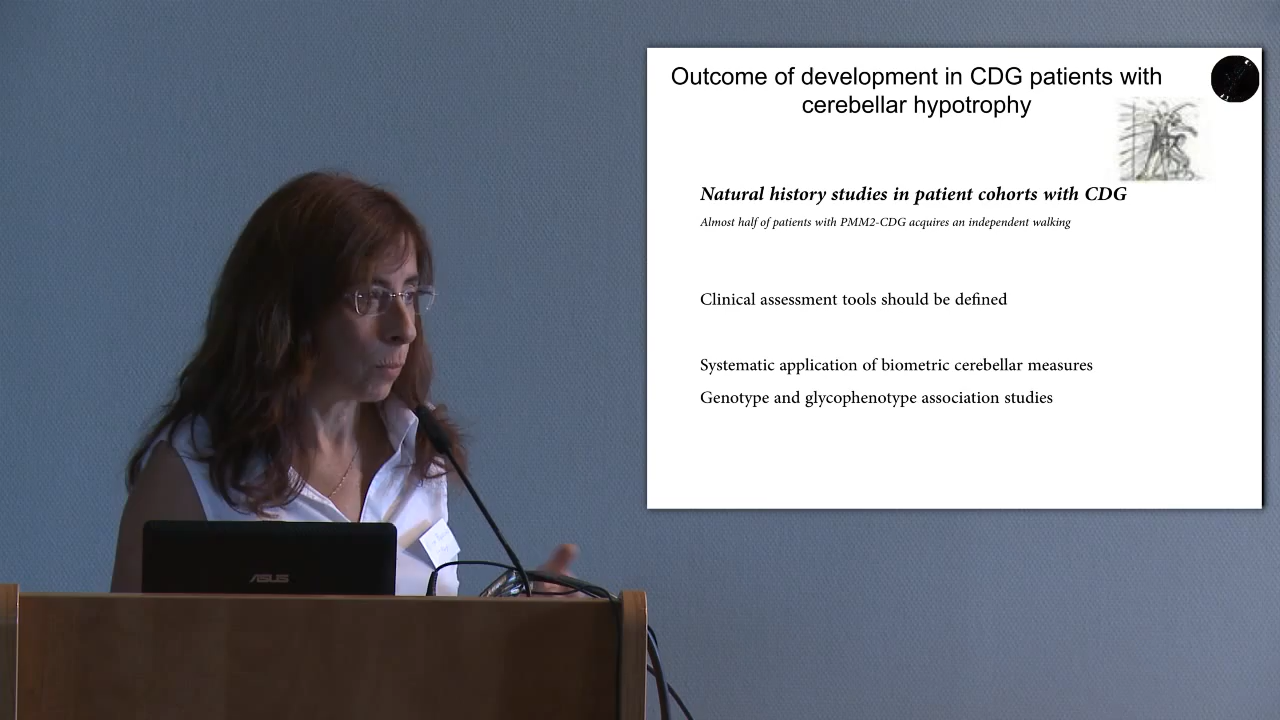 Outcome of development in CDG patients with
cerebellar hypotrophy
Natural history studies in patient cohorts with CDG
Almost half of patients with PMM2-CDG acquires an independent walking
Clinical assessment tools should be defined
Systematic application of biometric cerebellar measures
Genotype and glycophenotype association studies
ASUS